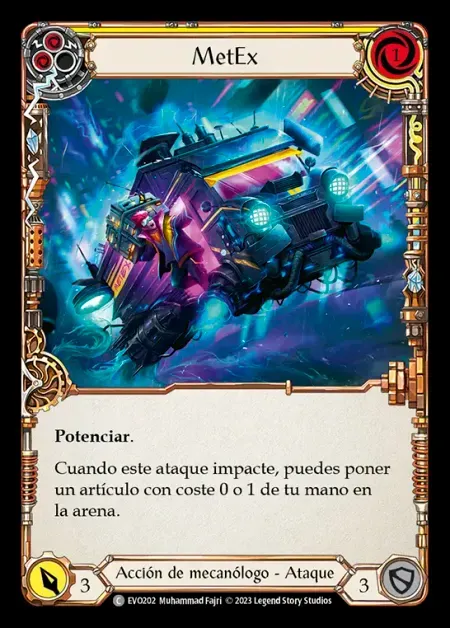 MetEx
1
Potenciar.
Cuando este ataque impacte, puedes poner
un artículo con coste 0 o 1 de tu mano en
la arena.
3
Acción de mecanólogo - Ataque
3
C EVO202 Muhammad Fajri © 2023 Legend Story Studios